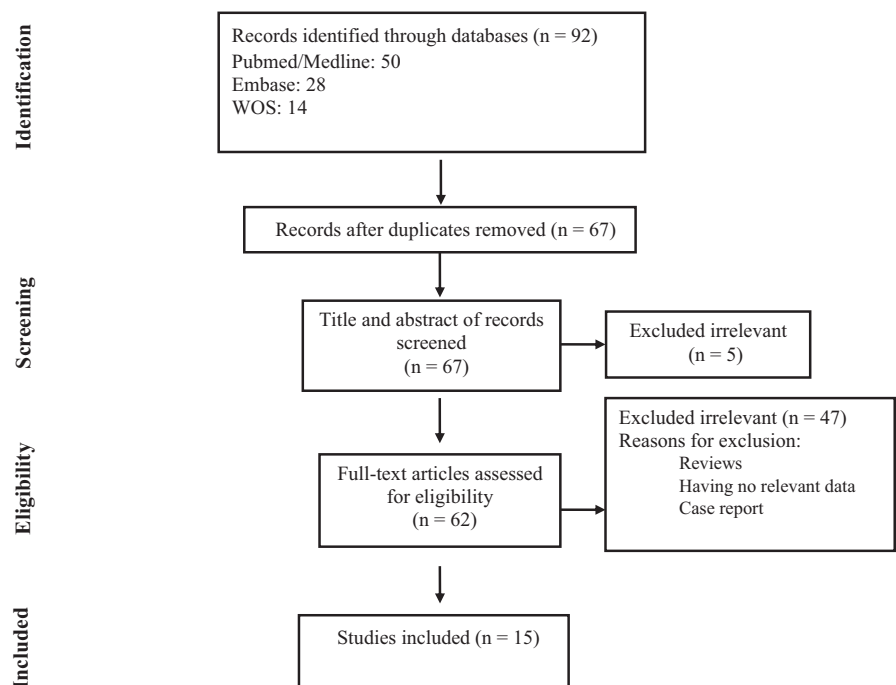 Identification
Records identified through databases (n = 92)
Pubmed/Medline: 50
Embase: 28
WOS: 14
Records after duplicates removed (n = 67)
Screening
Title and abstract of records
screened
(n = 67)
Excluded irrelevant
(n = 5)
Eligibility
Full-text articles assessed
for eligibility
(n = 62)
Excluded irrelevant (n = 47)
Reasons for exclusion:
Reviews
Having no relevant data
Case report
Included
Studies included (n = 15)